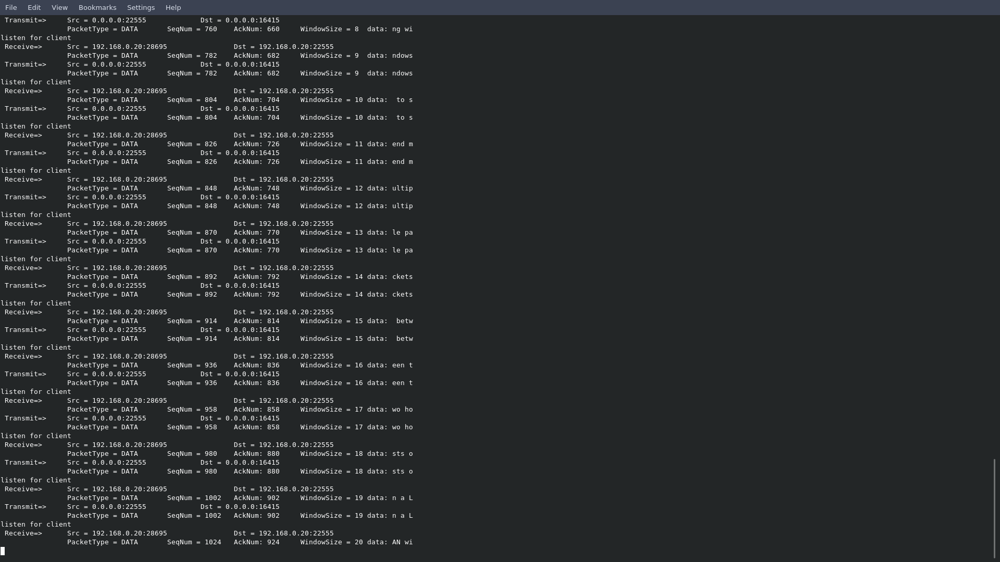 File Edit View Bookmarks Settings Help
Transmit=> Src = 0.0.0.0:22555 Dst = 0.0.0.0:16415
PacketType = DATA SeqNum = 760 AckNum: 660 WindowSize = 8 data: ng wi
listen for client
Receive=> Src = 192.168.0.20:28695 Dst = 192.168.0.20:22555
PacketType = DATA SeqNum = 782 AckNum: 682 WindowSize = 9 data: ndows
Transmit=> Src = 0.0.0.0:22555 Dst = 0.0.0.0:16415
PacketType = DATA SeqNum = 782 AckNum: 682 WindowSize = 9 data: ndows
listen for client
Receive=> Src = 192.168.0.20:28695 Dst = 192.168.0.20:22555
PacketType = DATA SeqNum = 804 AckNum: 704 WindowSize = 10 data:  to s
Transmit=> Src = 0.0.0.0:22555 Dst = 0.0.0.0:16415
PacketType = DATA SeqNum = 804 AckNum: 704 WindowSize = 10 data:  to s
listen for client
Receive=> Src = 192.168.0.20:28695 Dst = 192.168.0.20:22555
PacketType = DATA SeqNum = 826 AckNum: 726 WindowSize = 11 data: end m
Transmit=> Src = 0.0.0.0:22555 Dst = 0.0.0.0:16415
PacketType = DATA SeqNum = 826 AckNum: 726 WindowSize = 11 data: end m
listen for client
Receive=> Src = 192.168.0.20:28695 Dst = 192.168.0.20:22555
PacketType = DATA SeqNum = 848 AckNum: 748 WindowSize = 12 data: ultip
Transmit=> Src = 0.0.0.0:22555 Dst = 0.0.0.0:16415
PacketType = DATA SeqNum = 848 AckNum: 748 WindowSize = 12 data: ultip
listen for client
Receive=> Src = 192.168.0.20:28695 Dst = 192.168.0.20:22555
PacketType = DATA SeqNum = 870 AckNum: 770 WindowSize = 13 data: le pa
Transmit=> Src = 0.0.0.0:22555 Dst = 0.0.0.0:16415
PacketType = DATA SeqNum = 870 AckNum: 770 WindowSize = 13 data: le pa
listen for client
Receive=> Src = 192.168.0.20:28695 Dst = 192.168.0.20:22555
PacketType = DATA SeqNum = 892 AckNum: 792 WindowSize = 14 data: ckets
Transmit=> Src = 0.0.0.0:22555 Dst = 0.0.0.0:16415
PacketType = DATA SeqNum = 892 AckNum: 792 WindowSize = 14 data: ckets
listen for client
Receive=> Src = 192.168.0.20:28695 Dst = 192.168.0.20:22555
PacketType = DATA SeqNum = 914 AckNum: 814 WindowSize = 15 data:  betw
Transmit=> Src = 0.0.0.0:22555 Dst = 0.0.0.0:16415
PacketType = DATA SeqNum = 914 AckNum: 814 WindowSize = 15 data:  betw
listen for client
Receive=> Src = 192.168.0.20:28695 Dst = 192.168.0.20:22555
PacketType = DATA SeqNum = 936 AckNum: 836 WindowSize = 16 data: een t
Transmit=> Src = 0.0.0.0:22555 Dst = 0.0.0.0:16415
PacketType = DATA SeqNum = 936 AckNum: 836 WindowSize = 16 data: een t
listen for client
Receive=> Src = 192.168.0.20:28695 Dst = 192.168.0.20:22555
PacketType = DATA SeqNum = 958 AckNum: 858 WindowSize = 17 data: wo ho
Transmit=> Src = 0.0.0.0:22555 Dst = 0.0.0.0:16415
PacketType = DATA SeqNum = 958 AckNum: 858 WindowSize = 17 data: wo ho
listen for client
Receive=> Src = 192.168.0.20:28695 Dst = 192.168.0.20:22555
PacketType = DATA SeqNum = 980 AckNum: 880 WindowSize = 18 data: sts o
Transmit=> Src = 0.0.0.0:22555 Dst = 0.0.0.0:16415
PacketType = DATA SeqNum = 980 AckNum: 880 WindowSize = 18 data: sts o
listen for client
Receive=> Src = 192.168.0.20:28695 Dst = 192.168.0.20:22555
PacketType = DATA SeqNum = 1002 AckNum: 902 WindowSize = 19 data: n a L
Transmit=> Src = 0.0.0.0:22555 Dst = 0.0.0.0:16415
PacketType = DATA SeqNum = 1002 AckNum: 902 WindowSize = 19 data: n a L
listen for client
Receive=> Src = 192.168.0.20:28695 Dst = 192.168.0.20:22555
PacketType = DATA SeqNum = 1024 AckNum: 924 WindowSize = 20 data: AN wi